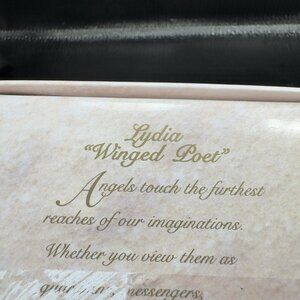 Lydia
"Winged Poet"
Angels touch the furthest
reaches of our imaginations.
Whether you view them as
messengers,